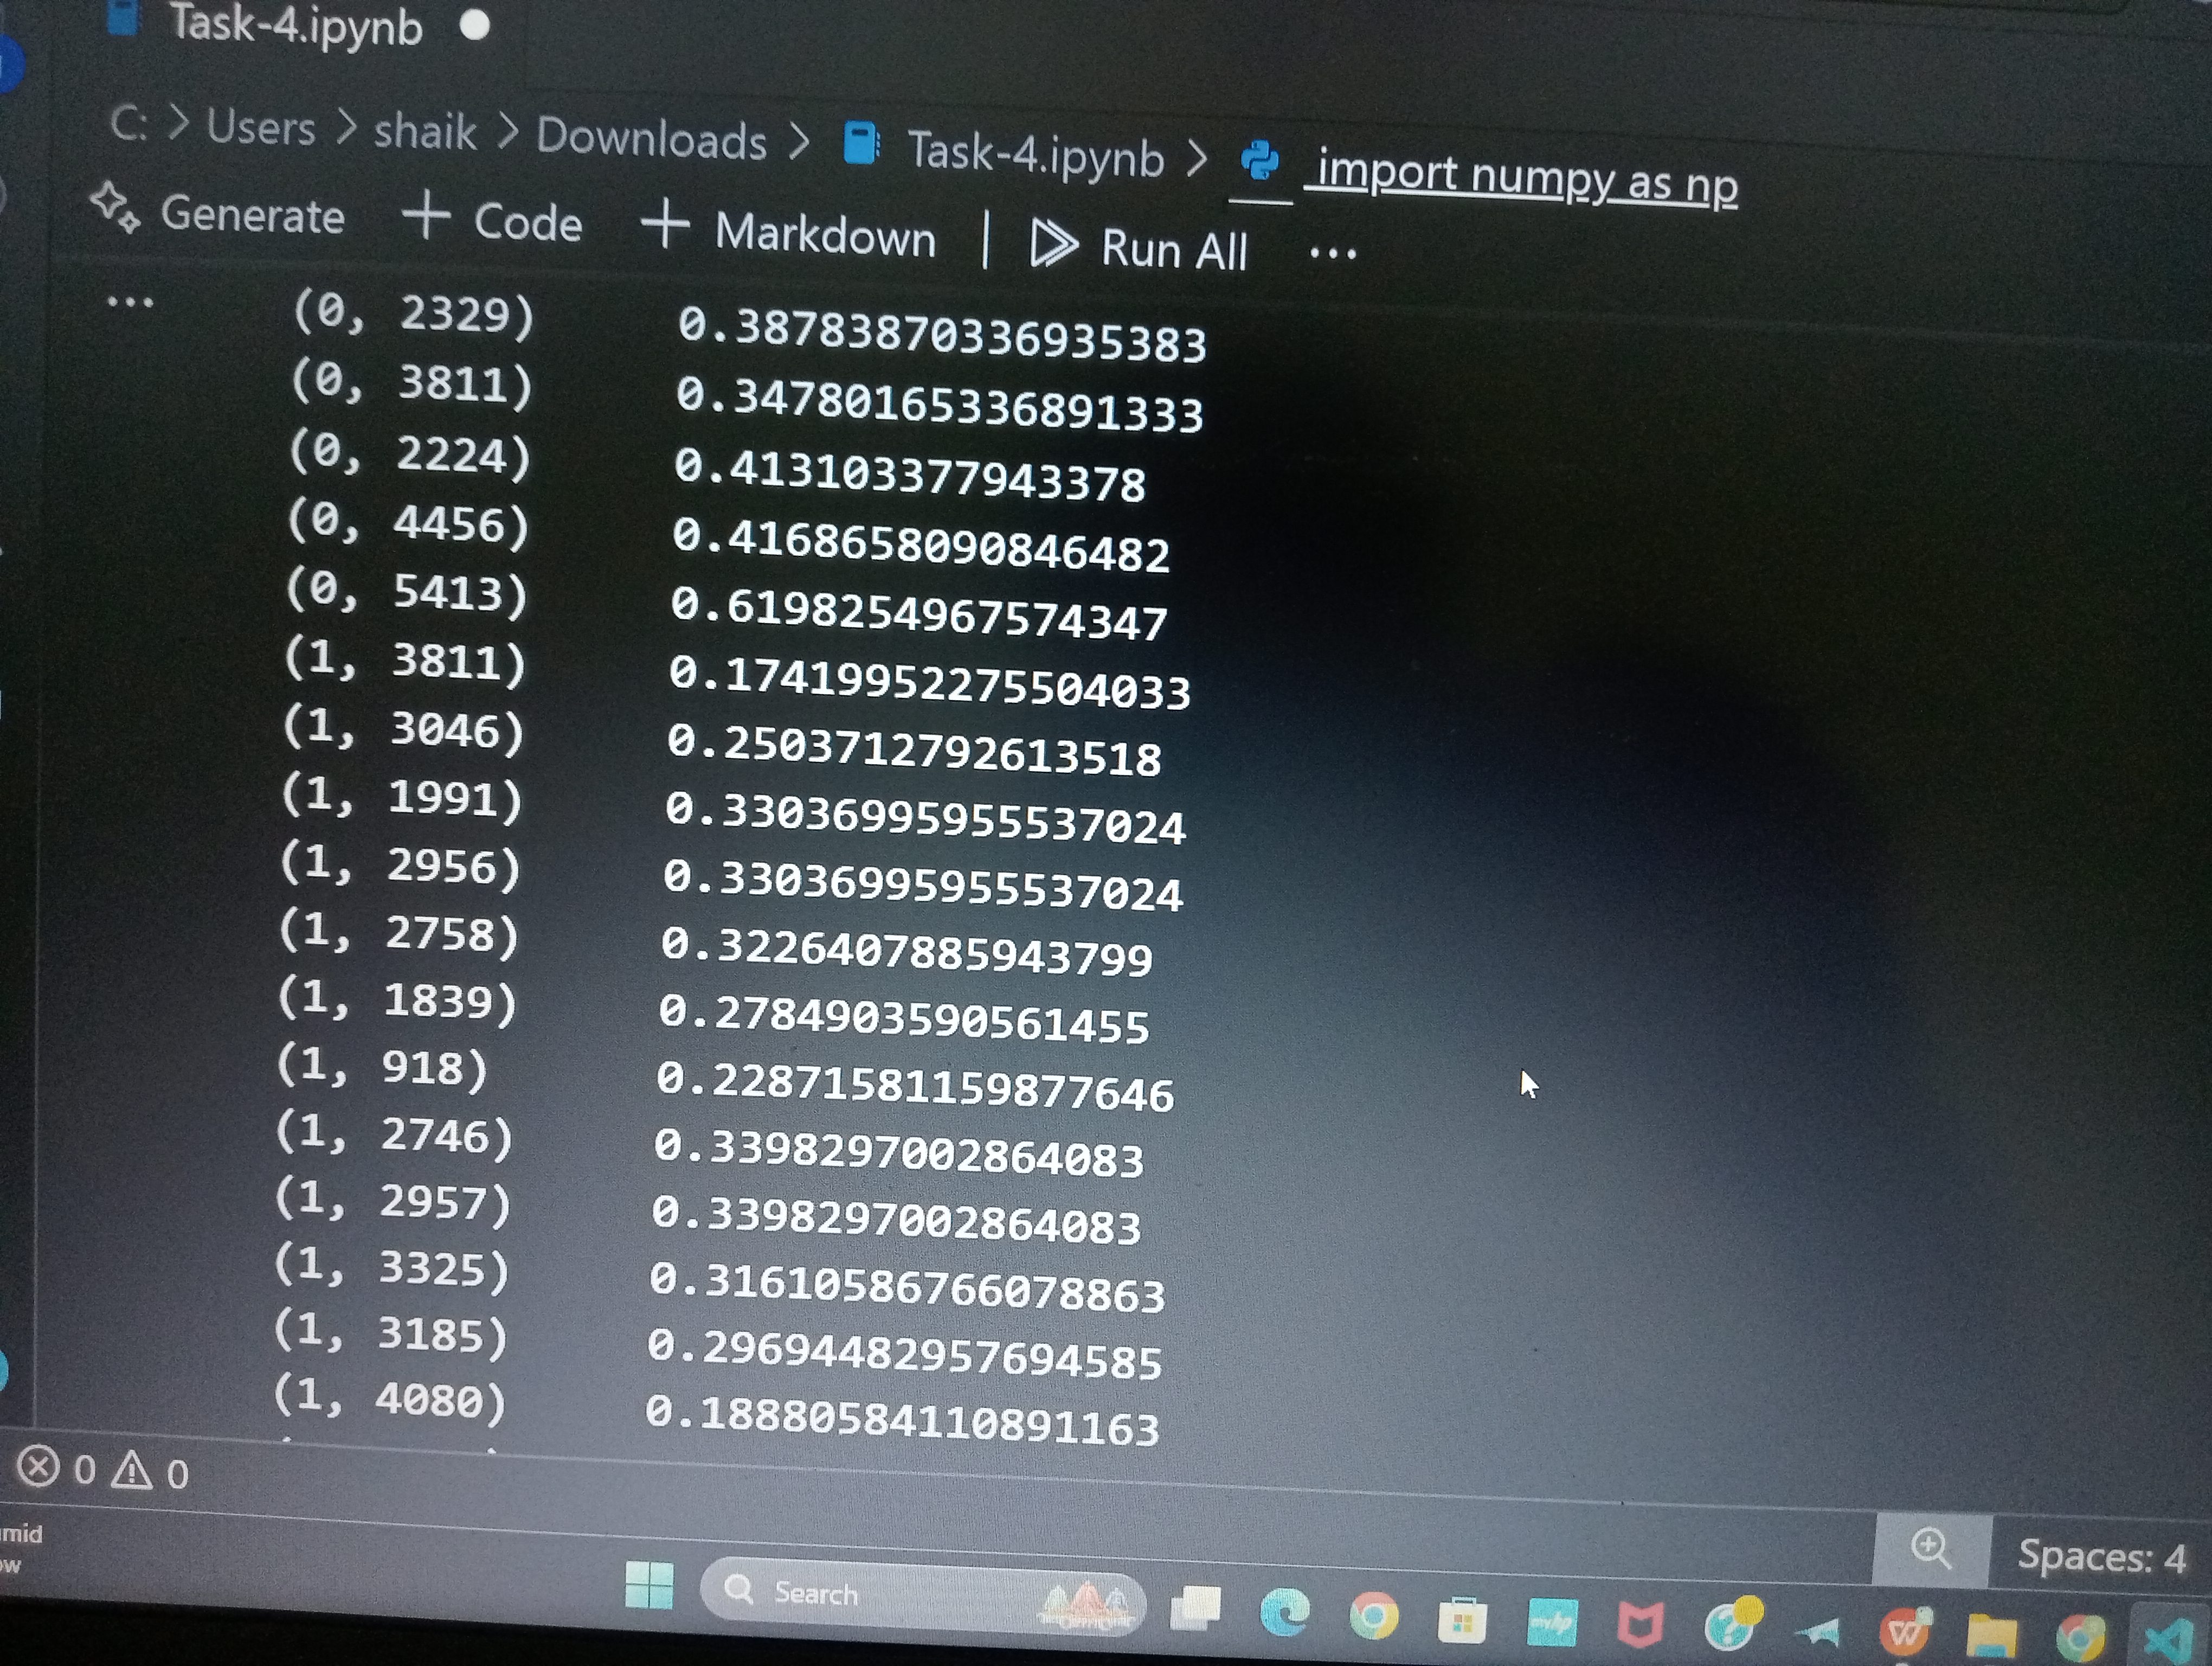 Task-4.ipynb
C: > Users > shaik > Downloads > Task-4.ipynb > import numpy as np
Generate + Code + Markdown | Run All ...
... (0, 2329) 0.38783870336935383
(0, 3811) 0.34780165336891333
(0, 2224) 0.413103377943378
(0, 4456) 0.4168658090846482
(0, 5413) 0.6198254967574347
(1, 3811) 0.17419952275504033
(1, 3046) 0.2503712792613518
(1, 1991) 0.33036995955537024
(1, 2956) 0.33036995955537024
(1, 2758) 0.3226407885943799
(1, 1839) 0.2784903590561455
(1, 918) 0.22871581159877646
(1, 2746) 0.3398297002864083
(1, 2957) 0.3398297002864083
(1, 3325) 0.31610586766078863
(1, 3185) 0.29694482957694585
(1, 4080) 0.18880584110891163
0 0
Spaces: 4
Search